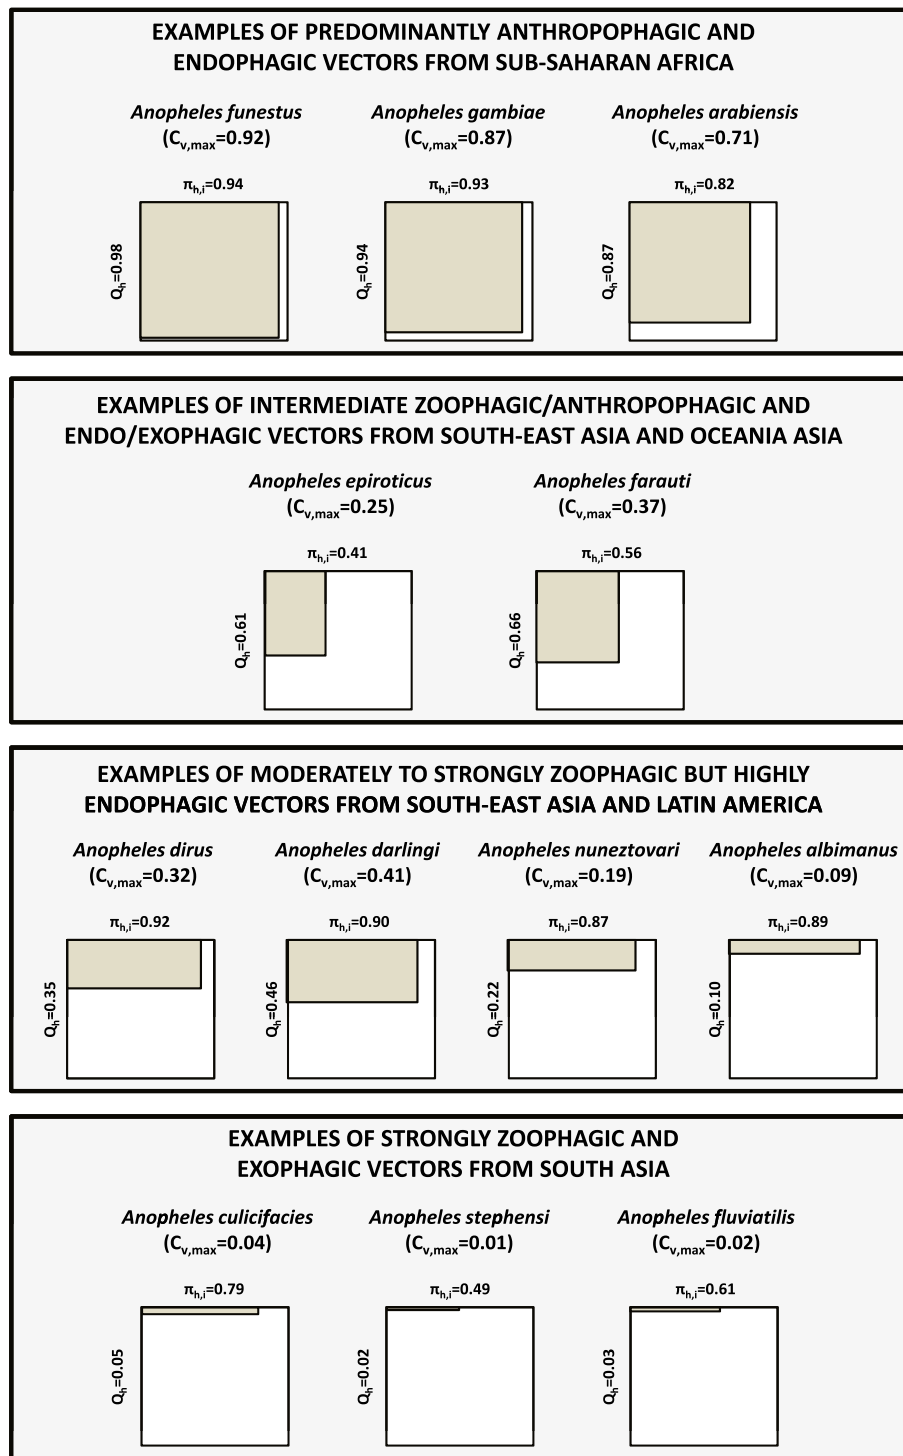 EXAMPLES OF PREDOMINANTLY ANTHROPOPHAGIC AND
ENDOPHAGIC VECTORS FROM SUB-SAHARAN AFRICA
Anopheles funestus
(Cv,max=0.92)
πh,i=0.94
Qh=0.98
Anopheles gambiae
(Cv,max=0.87)
πh,i=0.93
Qh=0.94
Anopheles arabiensis
(Cv,max=0.71)
πh,i=0.82
Qh=0.87
EXAMPLES OF INTERMEDIATE ZOOPHAGIC/ANTHROPOPHAGIC AND
ENDO/EXOPHAGIC VECTORS FROM SOUTH-EAST ASIA AND OCEANIA ASIA
Anopheles epiroticus
(Cv,max=0.25)
πh,i=0.41
Qh=0.61
Anopheles farauti
(Cv,max=0.37)
πh,i=0.56
Qh=0.66
EXAMPLES OF MODERATELY TO STRONGLY ZOOPHAGIC BUT HIGHLY
ENDOPHAGIC VECTORS FROM SOUTH-EAST ASIA AND LATIN AMERICA
Anopheles dirus
(Cv,max=0.32)
πh,i=0.92
Qh=0.35
Anopheles darlingi
(Cv,max=0.41)
πh,i=0.90
Qh=0.46
Anopheles nuneztovari
(Cv,max=0.19)
πh,i=0.87
Qh=0.22
Anopheles albimanus
(Cv,max=0.09)
πh,i=0.89
Qh=0.10
EXAMPLES OF STRONGLY ZOOPHAGIC AND
EXOPHAGIC VECTORS FROM SOUTH ASIA
Anopheles culicifacies
(Cv,max=0.04)
πh,i=0.79
Qh=0.05
Anopheles stephensi
(Cv,max=0.01)
πh,i=0.49
Qh=0.02
Anopheles fluviatilis
(Cv,max=0.02)
πh,i=0.61
Qh=0.03